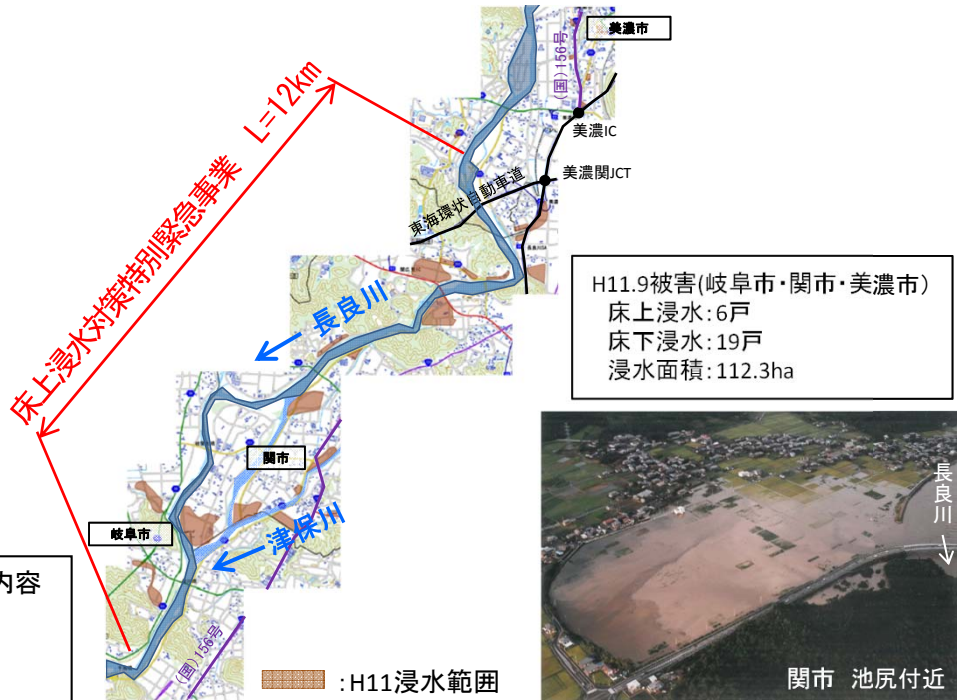 美濃市
(国)156号
床上浸水対策特別緊急事業 L=12km
美濃IC
美濃関JCT
東海環状自動車道
H11.9被害(岐阜市・関市・美濃市)
床上浸水:6戸
床下浸水:19戸
浸水面積:112.3ha
長良川
関市
長良川
津保川
岐阜市
内容
(国)156号
:H11浸水範囲
関市 池尻付近